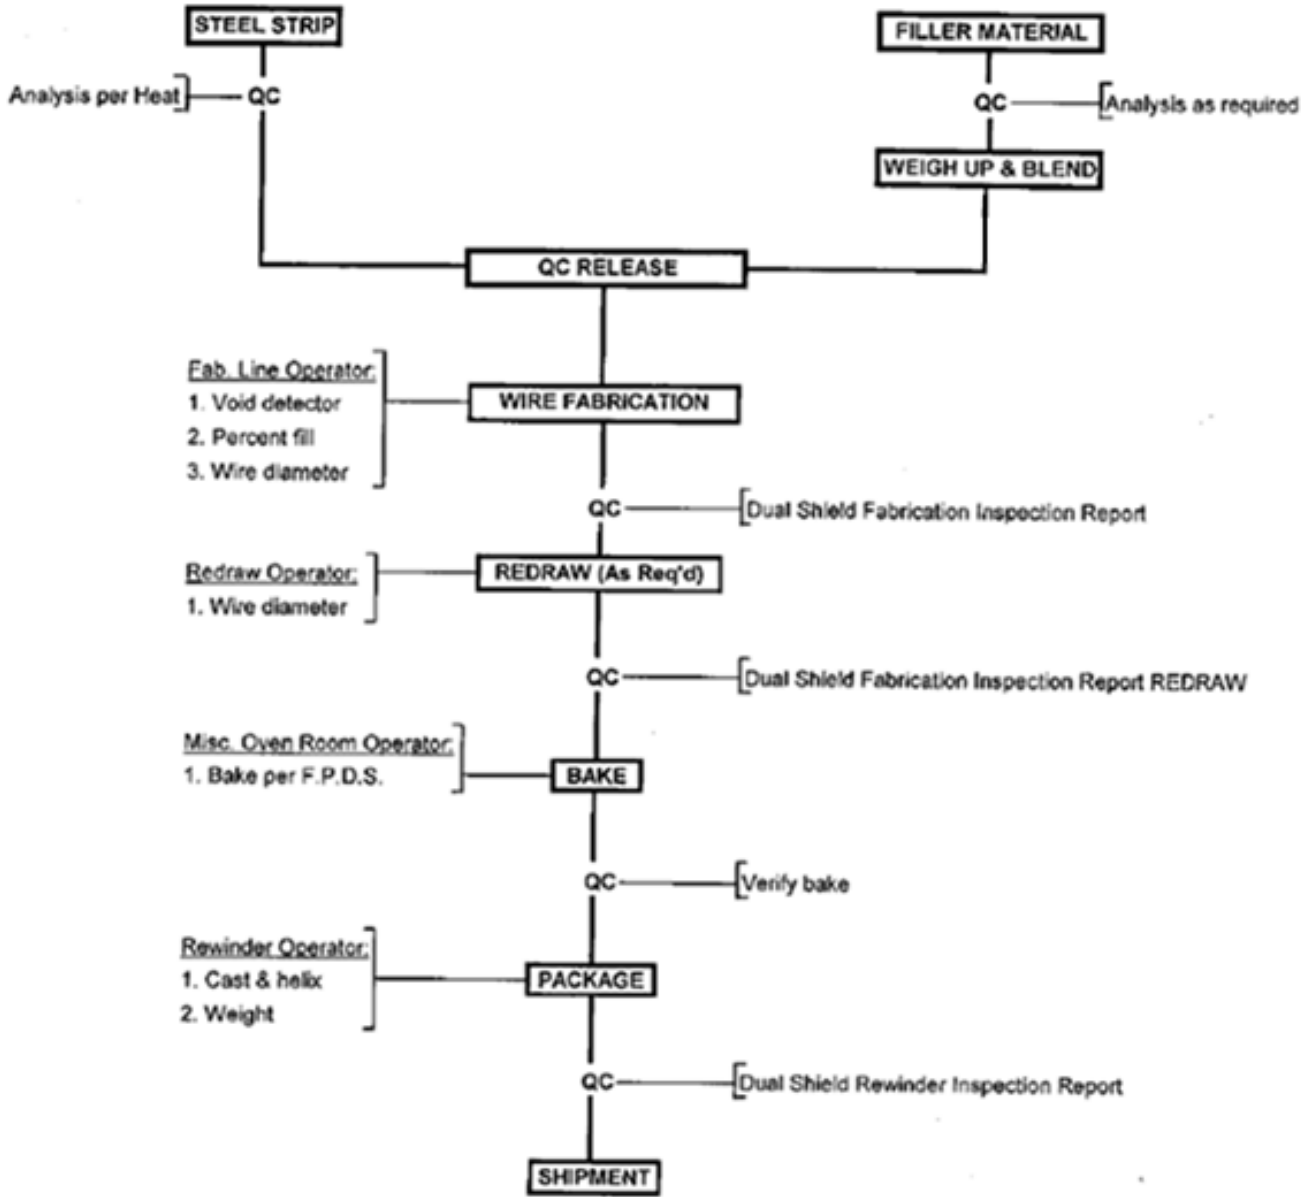 STEEL STRIP
FILLER MATERIAL
Analysis per Heat
QC
QC
Analysis as required
WEIGH UP & BLEND
QC RELEASE
Fab. Line Operator:
1. Void detector
2. Percent fill
3. Wire diameter
WIRE FABRICATION
QC
Dual Shield Fabrication Inspection Report
Redraw Operator:
1. Wire diameter
REDRAW (As Req'd)
QC
Dual Shield Fabrication Inspection Report REDRAW
Misc. Oven Room Operator:
1. Bake per F.P.D.S.
BAKE
QC
Verify bake
Rewinder Operator:
1. Cast & helix
2. Weight
PACKAGE
QC
Dual Shield Rewinder Inspection Report
SHIPMENT